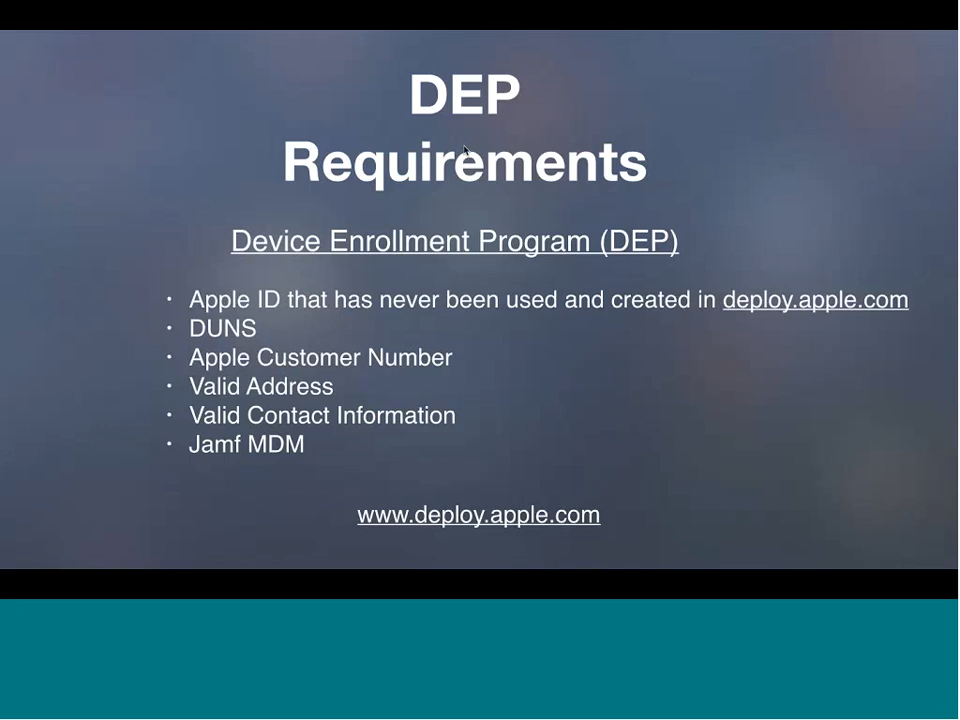 DEP
Requirements
Device Enrollment Program (DEP)
• Apple ID that has never been used and created in deploy.apple.com
• DUNS
• Apple Customer Number
• Valid Address
• Valid Contact Information
• Jamf MDM
www.deploy.apple.com